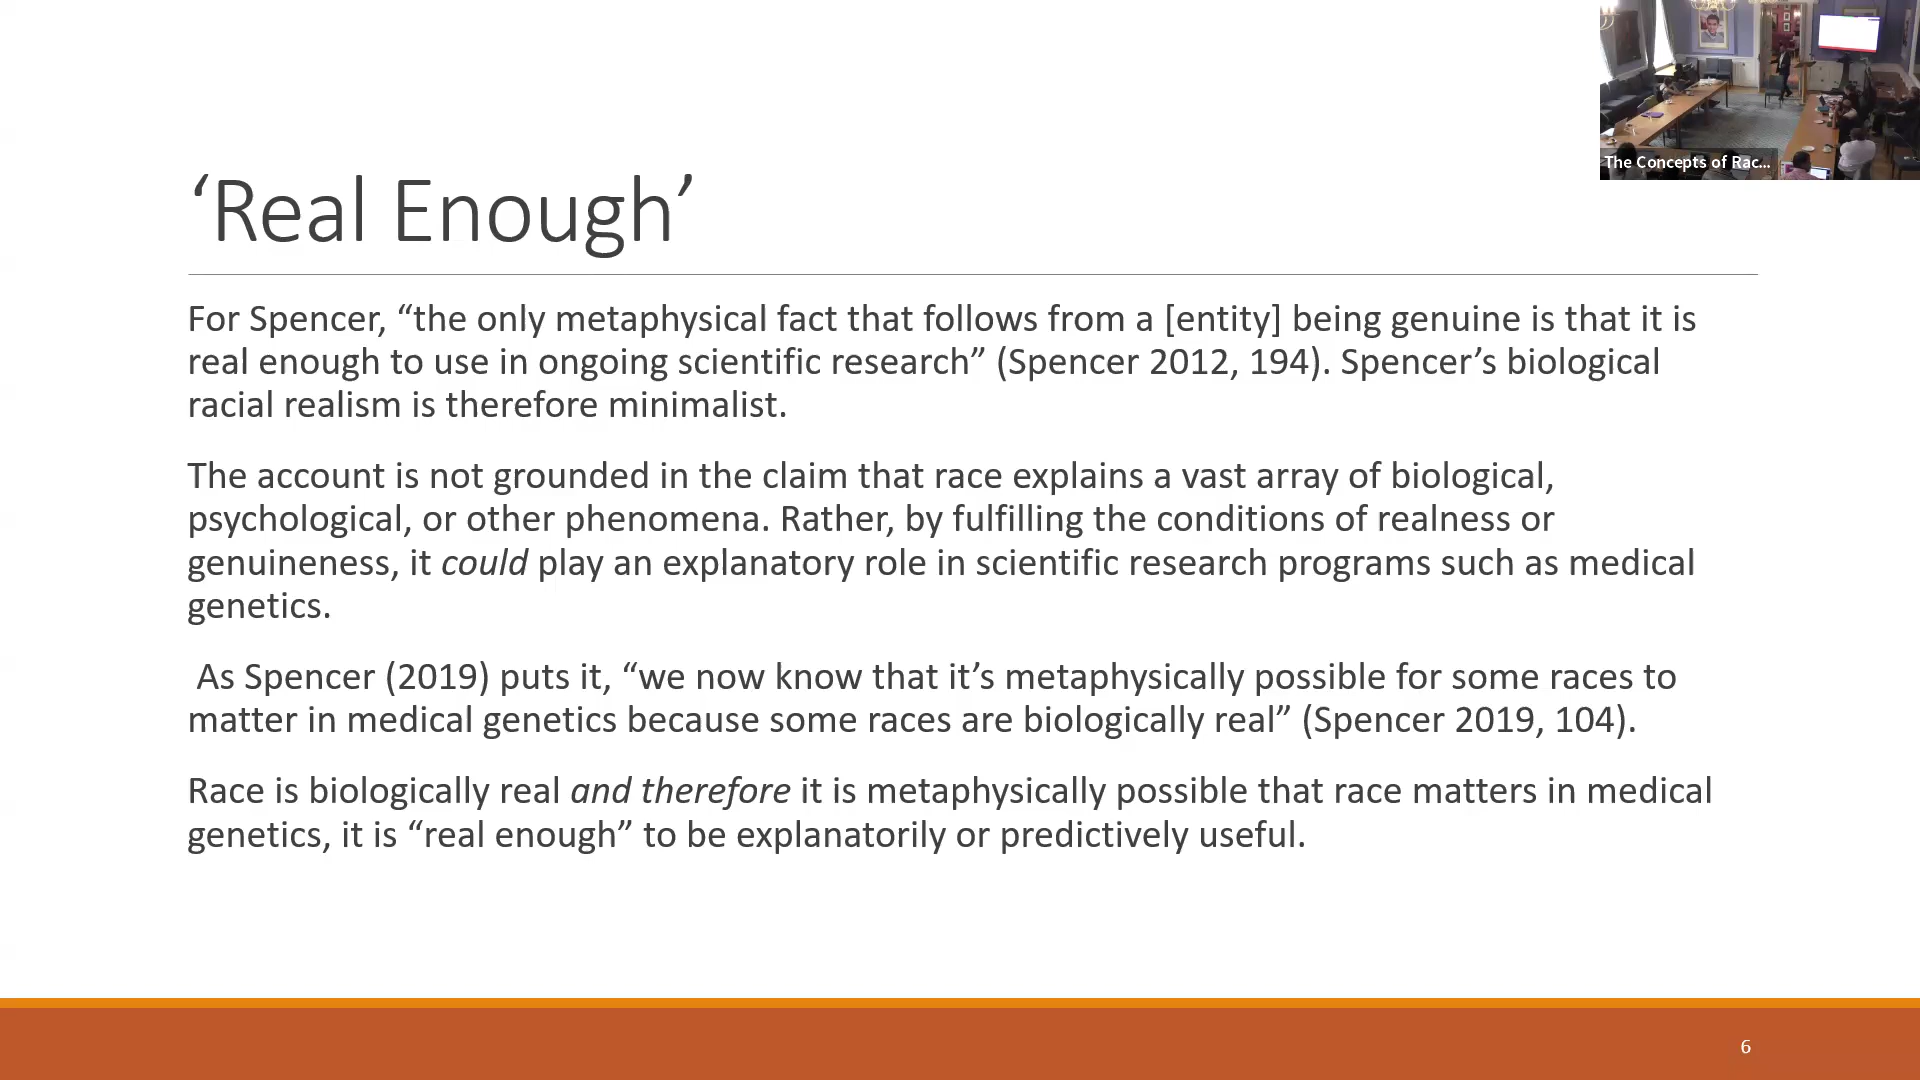 The Concepts of Rac...
‘Real Enough’
For Spencer, “the only metaphysical fact that follows from a [entity] being genuine is that it is
real enough to use in ongoing scientific research” (Spencer 2012, 194). Spencer’s biological
racial realism is therefore minimalist.
The account is not grounded in the claim that race explains a vast array of biological,
psychological, or other phenomena. Rather, by fulfilling the conditions of realness or
genuineness, it could play an explanatory role in scientific research programs such as medical
genetics.
As Spencer (2019) puts it, “we now know that it’s metaphysically possible for some races to
matter in medical genetics because some races are biologically real” (Spencer 2019, 104).
Race is biologically real and therefore it is metaphysically possible that race matters in medical
genetics, it is “real enough” to be explanatorily or predictively useful.
6